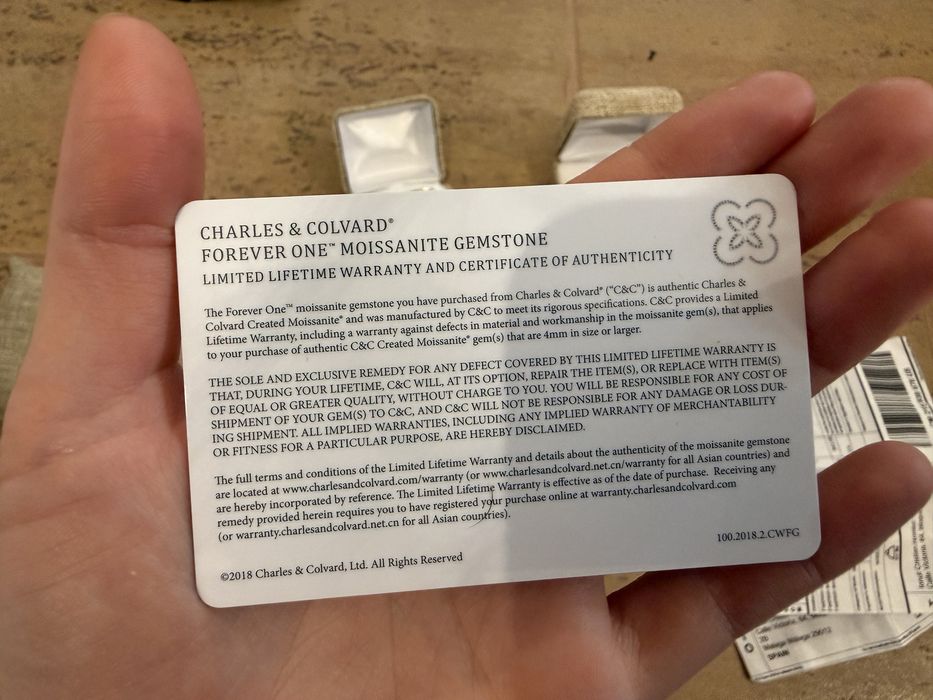 CHARLES & COLVARD®
FOREVER ONE™ MOISSANITE GEMSTONE
LIMITED LIFETIME WARRANTY AND CERTIFICATE OF AUTHENTICITY
The Forever One™ moissanite gemstone you have purchased from Charles & Colvard® ("C&C") is authentic Charles &
Colvard Created Moissanite® and was manufactured by C&C to meet its rigorous specifications. C&C provides a Limited
Lifetime Warranty, including a warranty against defects in material and workmanship in the moissanite gem(s), that applies
to your purchase of authentic C&C Created Moissanite® gem(s) that are 4mm in size or larger.
THE SOLE AND EXCLUSIVE REMEDY FOR ANY DEFECT COVERED BY THIS LIMITED LIFETIME WARRANTY IS
THAT, DURING YOUR LIFETIME, C&C WILL, AT ITS OPTION, REPAIR THE ITEM(S), OR REPLACE WITH ITEM(S)
OF EQUAL OR GREATER QUALITY, WITHOUT CHARGE TO YOU. YOU WILL BE RESPONSIBLE FOR ANY COST OF
SHIPMENT OF YOUR GEM(S) TO C&C, AND C&C WILL NOT BE RESPONSIBLE FOR ANY DAMAGE OR LOSS DUR-
ING SHIPMENT. ALL IMPLIED WARRANTIES, INCLUDING ANY IMPLIED WARRANTY OF MERCHANTABILITY
OR FITNESS FOR A PARTICULAR PURPOSE, ARE HEREBY DISCLAIMED.
The full terms and conditions of the Limited Lifetime Warranty and details about the authenticity of the moissanite gemstone
are located at www.charlesandcolvard.com/warranty (or www.charlesandcolvard.net.cn/warranty for all Asian countries) and
are hereby incorporated by reference. The Limited Lifetime Warranty is effective as of the date of purchase. Receiving any
remedy provided herein requires you to have registered your purchase online at warranty.charlesandcolvard.com
(or warranty.charlesandcolvard.net.cn for all Asian countries).
100.2018.2.CWFG
©2018 Charles & Colvard, Ltd. All Rights Reserved
SPAIN